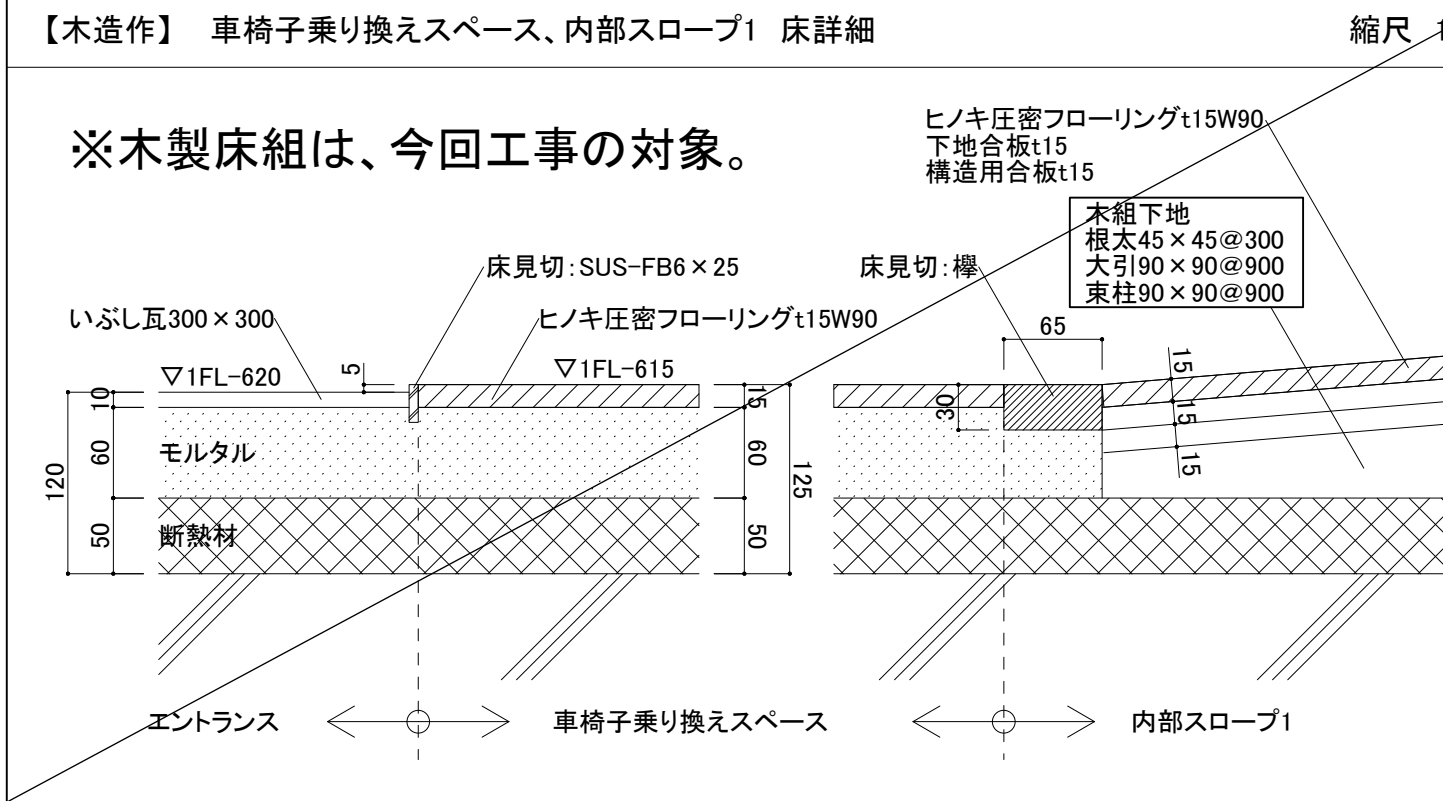 【木造作】　車椅子乗り換えスペース、内部スロープ1　床詳細
縮尺
※木製床組は、今回工事の対象。
ヒノキ圧密フローリングt15W90
下地合板t15
構造用合板t15
木組下地
根太45×45@300
大引90×90@900
束柱90×90@900
床見切：SUS-FB6×25
床見切：欅
いぶし瓦300×300
ヒノキ圧密フローリングt15W90
65
▽1FL-620
5
▽1FL-615
15
10
15
30
15
15
モルタル
60
60
120
125
断熱材
50
50
エントランス
車椅子乗り換えスペース
内部スロープ1